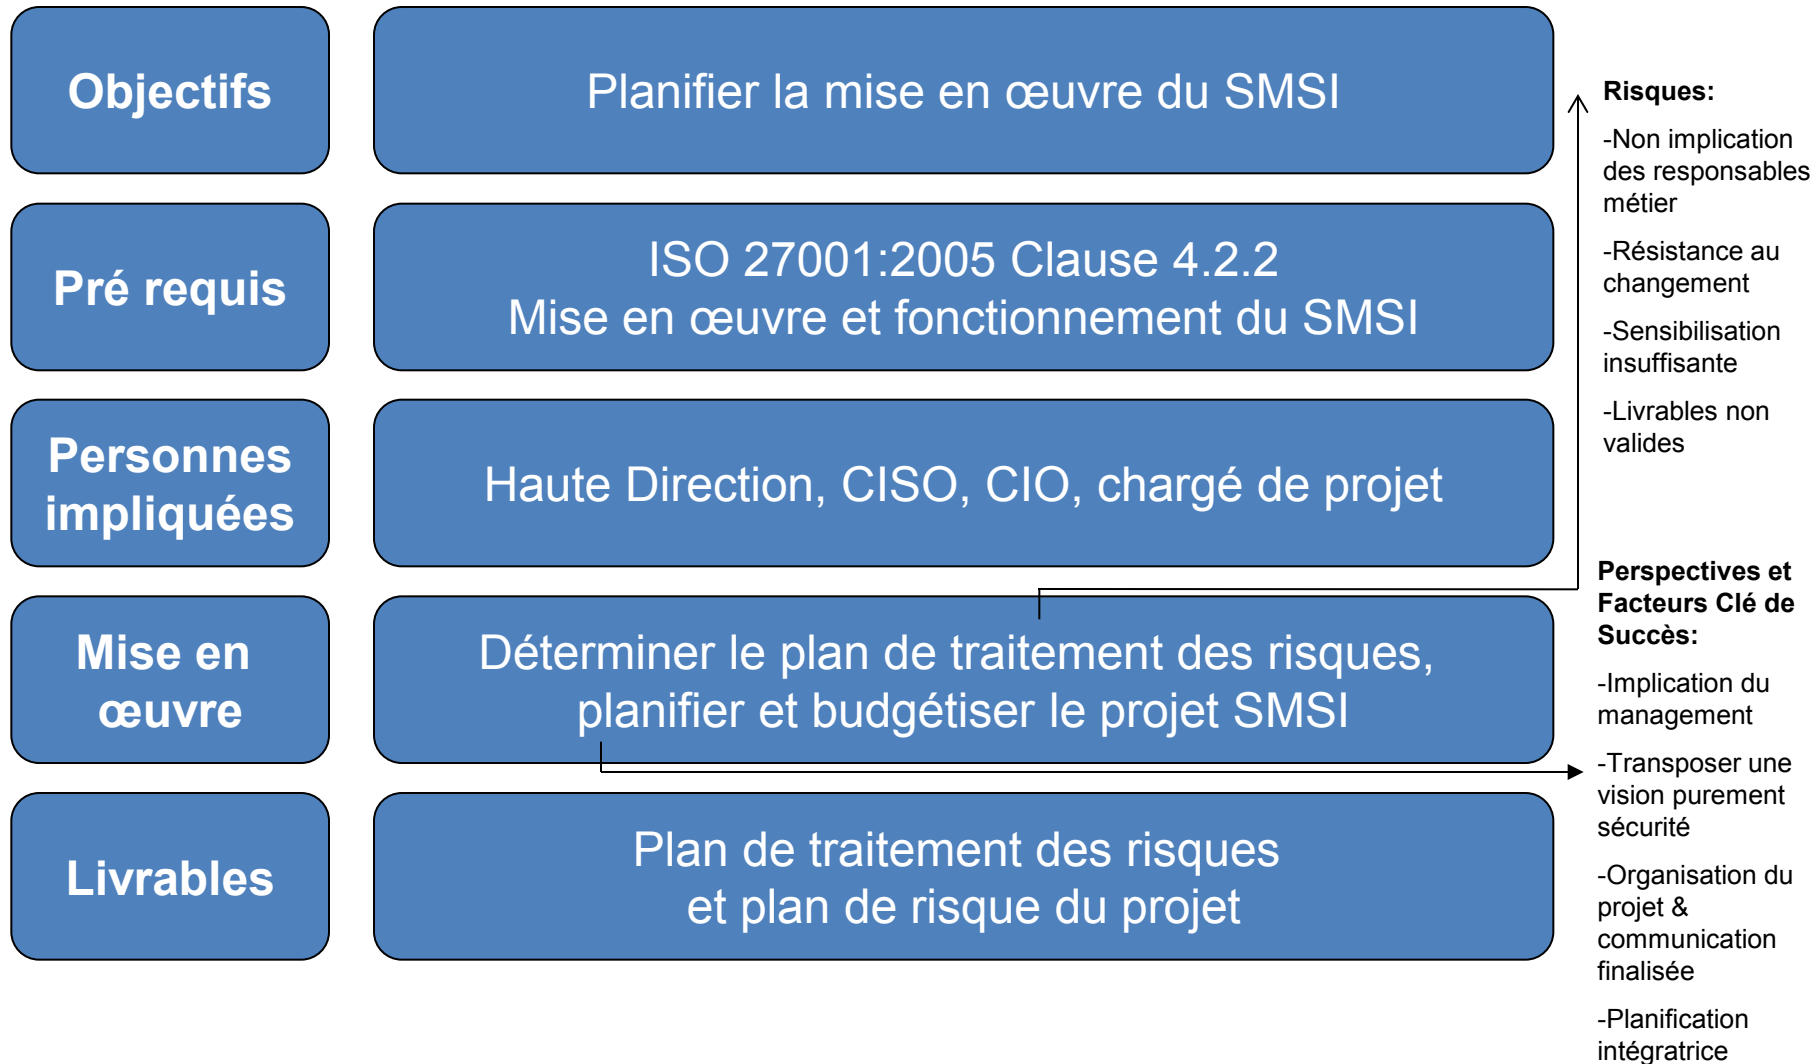 Objectifs
Planifier la mise en œuvre du SMSI
Pré requis
ISO 27001:2005 Clause 4.2.2
Mise en œuvre et fonctionnement du SMSI
Personnes
impliquées
Haute Direction, CISO, CIO, chargé de projet
Mise en
œuvre
Déterminer le plan de traitement des risques,
planifier et budgétiser le projet SMSI
Livrables
Plan de traitement des risques
et plan de risque du projet
Risques:
-Non implication
des responsables
métier
-Résistance au
changement
-Sensibilisation
insuffisante
-Livrables non
valides
Perspectives et
Facteurs Clé de
Succès:
-Implication du
management
-Transposer une
vision purement
sécurité
-Organisation du
projet &
communication
finalisée
-Planification
intégratrice